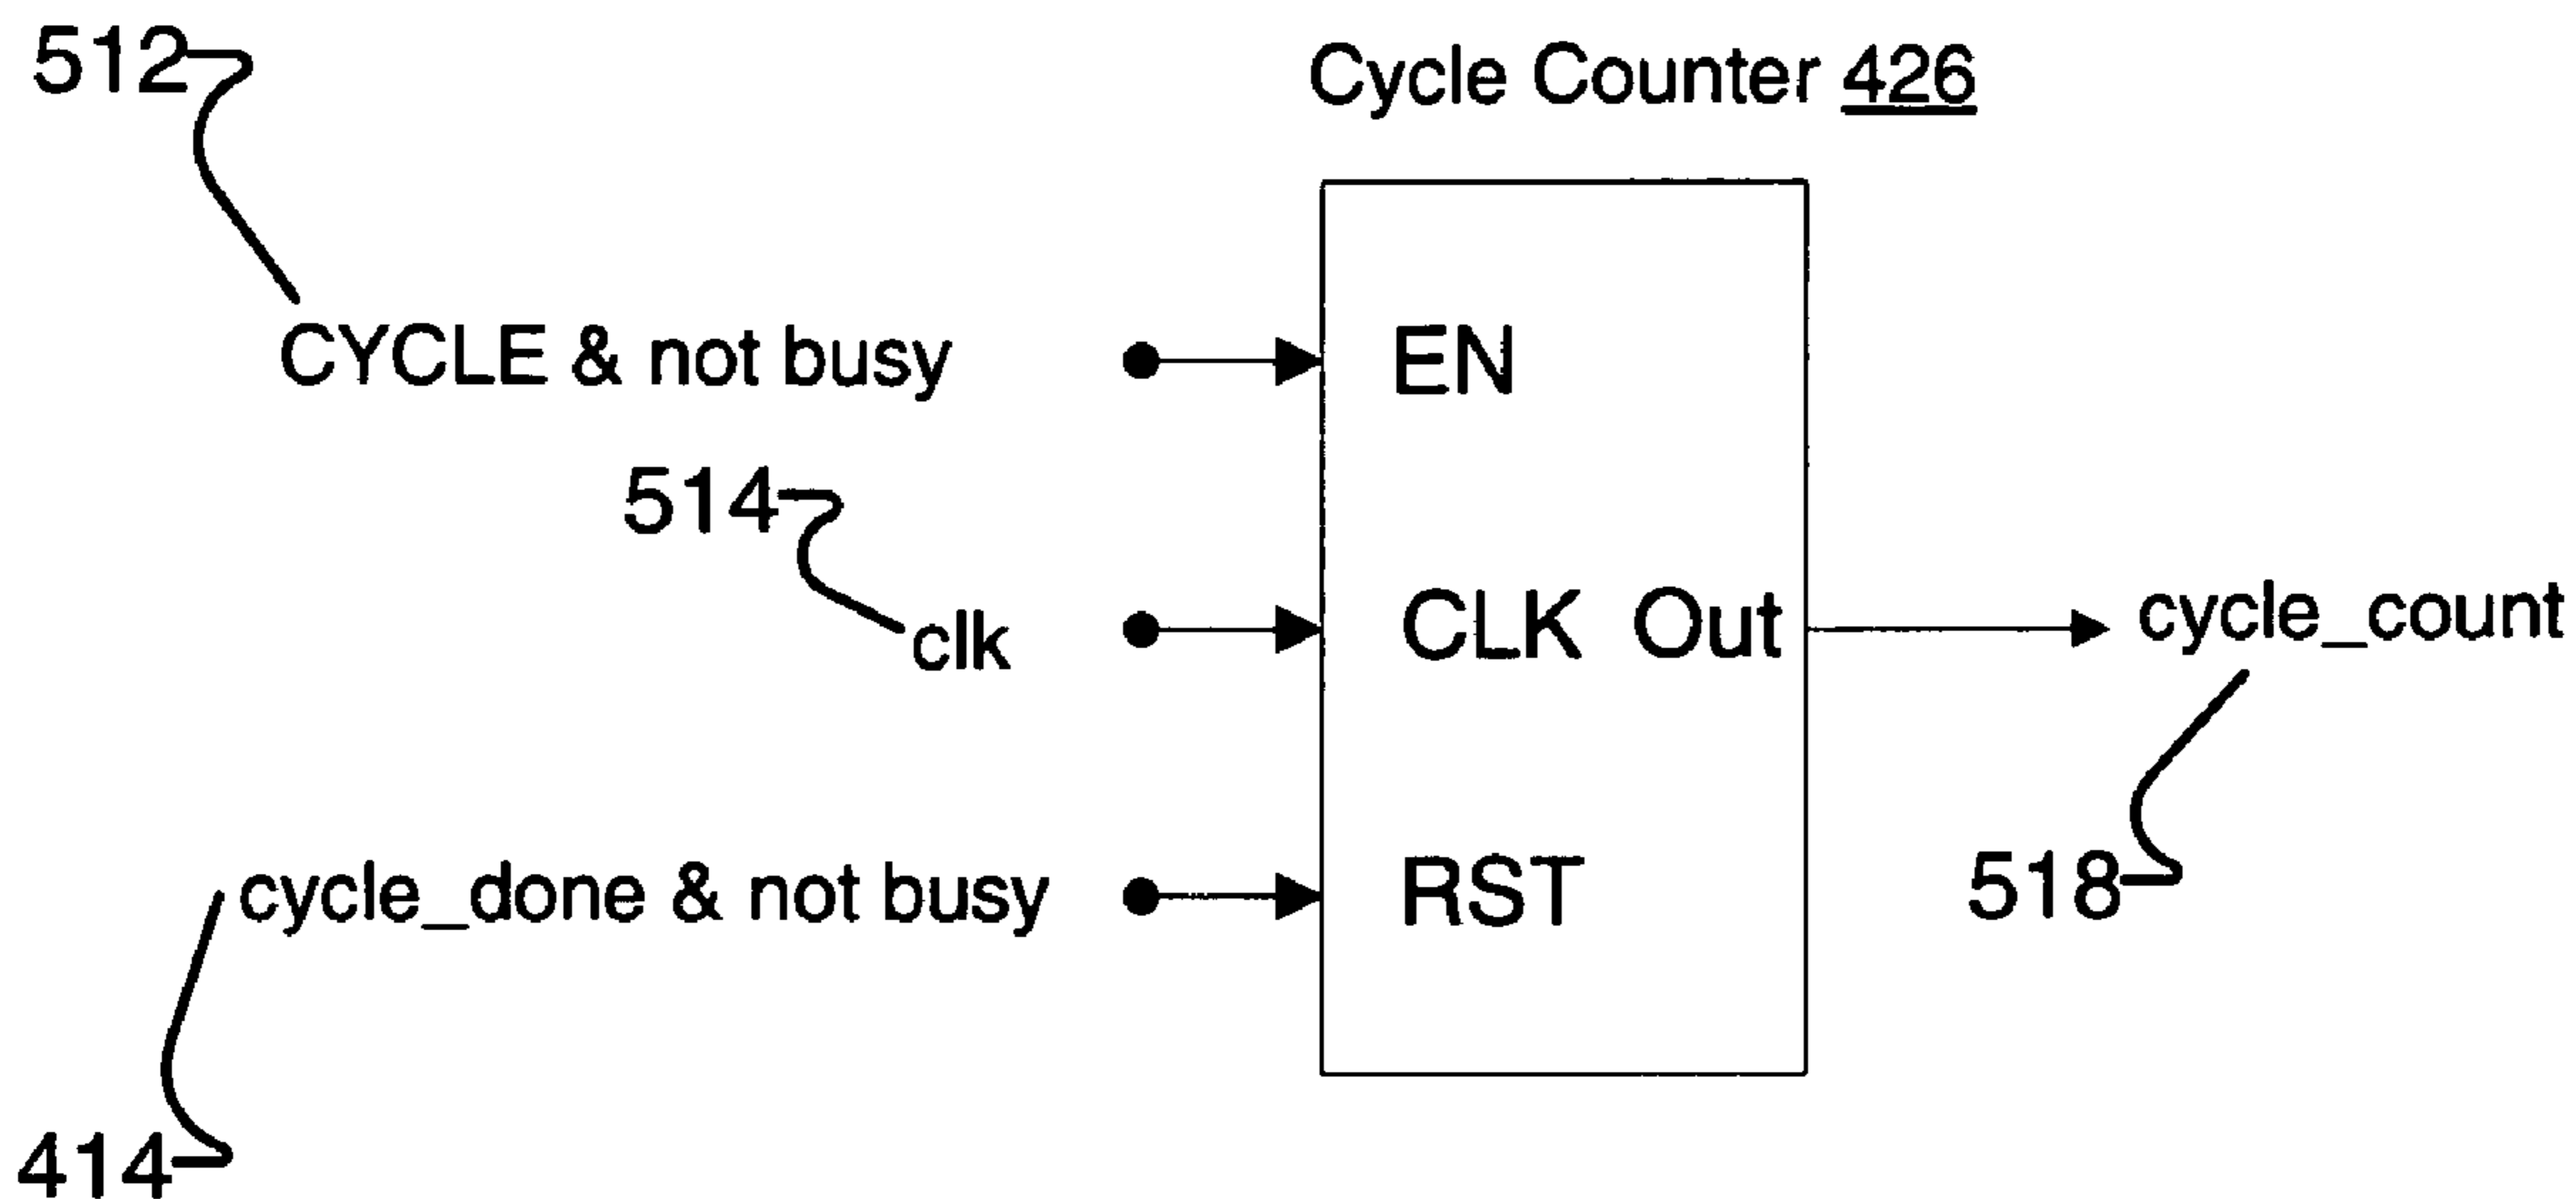 512
Cycle Counter 426
CYCLE & not busy
EN
514
clk
CLK Out
cycle_count
cycle_done & not busy
RST
518
414